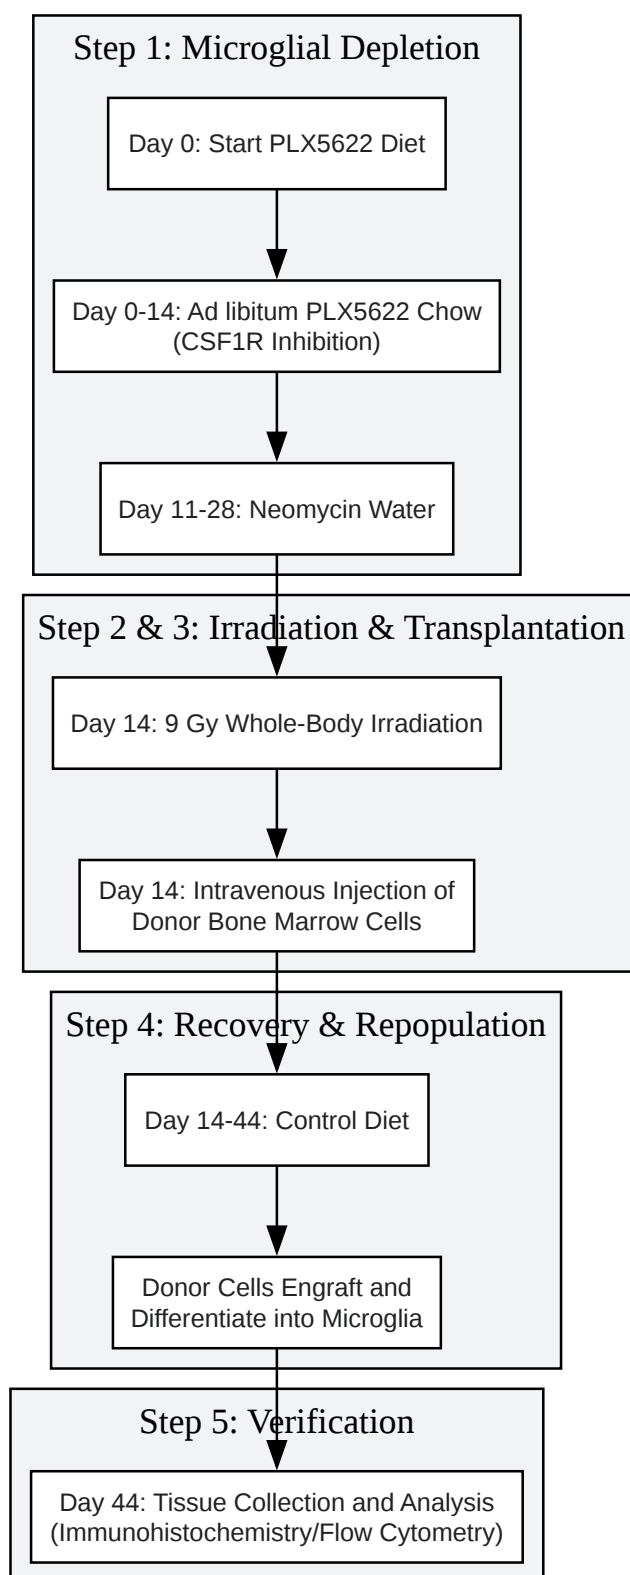 Step 1: Microglial Depletion
Day 0: Start PLX5622 Diet
Day 0-14: Ad libitum PLX5622 Chow
(CSF1R Inhibition)
Day 11-28: Neomycin Water
Step 2 & 3: Irradiation & Transplantation
Day 14: 9 Gy Whole-Body Irradiation
Day 14: Intravenous Injection of
Donor Bone Marrow Cells
Step 4: Recovery & Repopulation
Day 14-44: Control Diet
Donor Cells Engraft and
Differentiate into Microglia
Step 5: Verification
Day 44: Tissue Collection and Analysis
(Immunohistochemistry/Flow Cytometry)